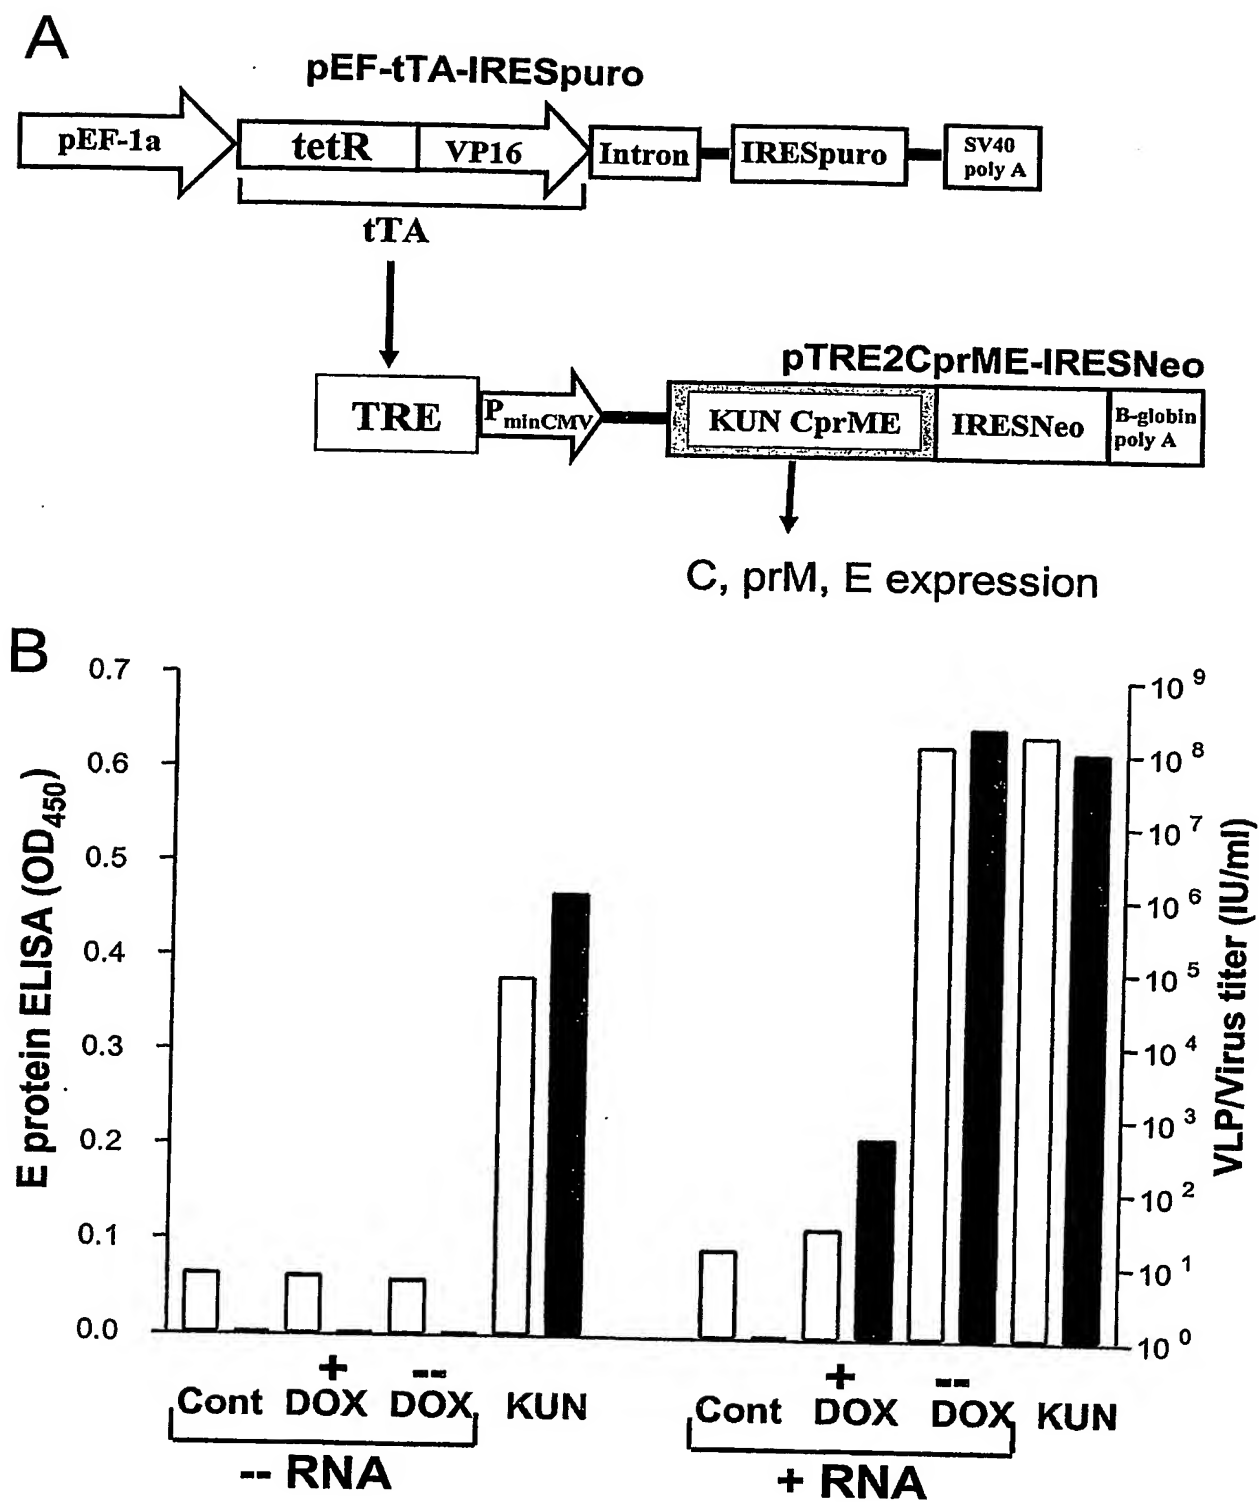 A
pEF-tTA-IRESpuro
pEF-1a
tetR
VP16
Intron
IRESpuro
SV40
poly A
tTA
pTRE2CprME-IRESNeo
TRE
PminCMV
KUN CprME
IRESNeo
B-globin
poly A
C, prM, E expression
B
E protein ELISA (OD450)
0.7
0.6
0.5
0.4
0.3
0.2
0.1
0.0
VLP/Virus titer (IU/ml)
10^9
10^8
10^7
10^6
10^5
10^4
10^3
10^2
10^1
10^0
+ -- + --
Cont DOX DOX KUN Cont DOX DOX KUN
-- RNA + RNA